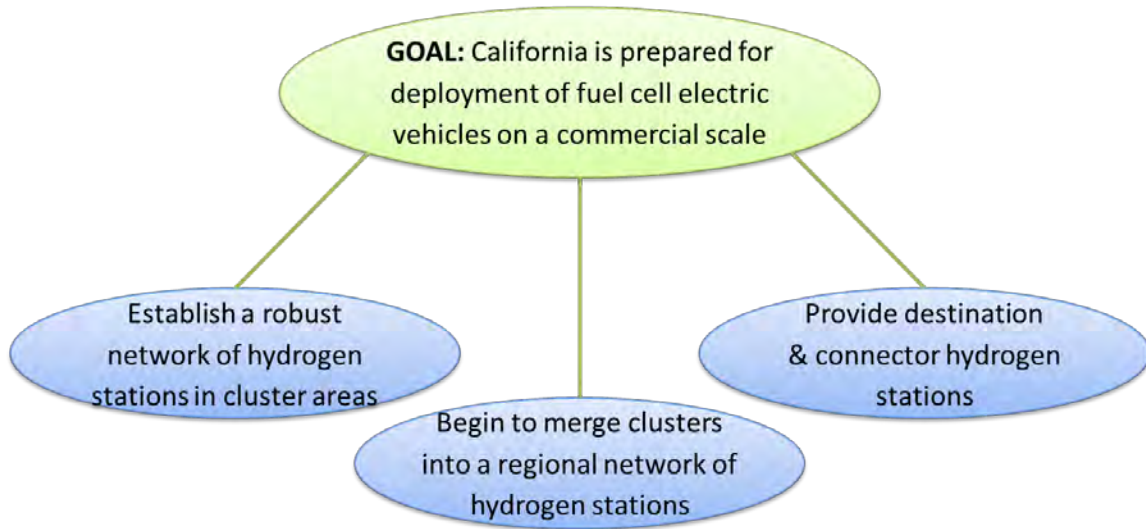 GOAL: California is prepared for
deployment of fuel cell electric
vehicles on a commercial scale
Establish a robust
network of hydrogen
stations in cluster areas
Begin to merge clusters
into a regional network of
hydrogen stations
Provide destination
& connector hydrogen
stations